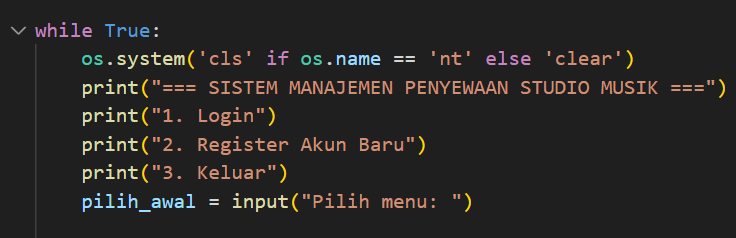 while True:
    os.system('cls' if os.name == 'nt' else 'clear')
    print("=== SISTEM MANAJEMEN PENYEWAAN STUDIO MUSIK ===")
    print("1. Login")
    print("2. Register Akun Baru")
    print("3. Keluar")
    pilih_awal = input("Pilih menu: ")